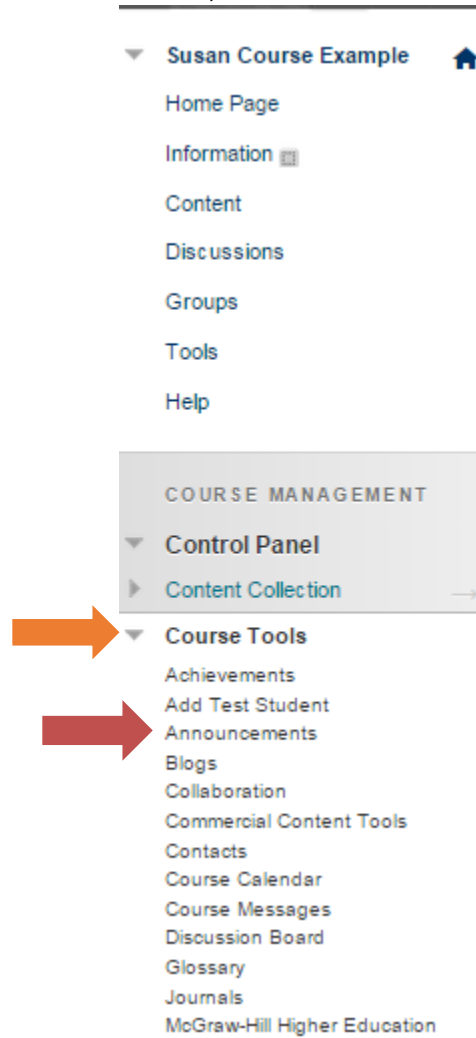 Susan Course Example
Home Page
Information
Content
Discussions
Groups
Tools
Help
COURSE MANAGEMENT
Control Panel
Content Collection
Course Tools
Achievements
Add Test Student
Announcements
Blogs
Collaboration
Commercial Content Tools
Contacts
Course Calendar
Course Messages
Discussion Board
Glossary
Journals
McGraw-Hill Higher Education